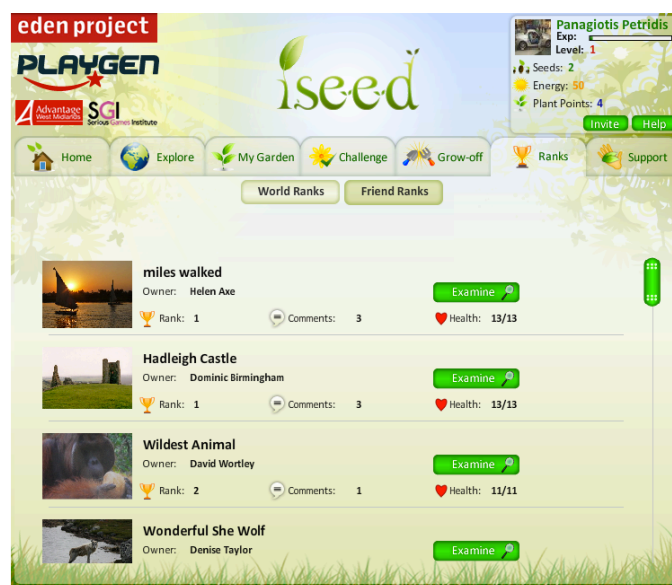 eden project
PLAYGEN
Advantage
West Midlands
SGI
Serious Games Institute
iseed
Panagiotis Petridis
Exp:
Level: 1
Seeds: 2
Energy: 50
Plant Points: 4
Invite Help
Home Explore My Garden Challenge Grow-off Ranks Support
World Ranks Friend Ranks
miles walked
Owner: Helen Axe
Examine
Rank: 1 Comments: 3 Health: 13/13
Hadleigh Castle
Owner: Dominic Birmingham
Examine
Rank: 1 Comments: 3 Health: 13/13
Wildest Animal
Owner: David Wortley
Examine
Rank: 2 Comments: 1 Health: 11/11
Wonderful She Wolf
Owner: Denise Taylor
Examine